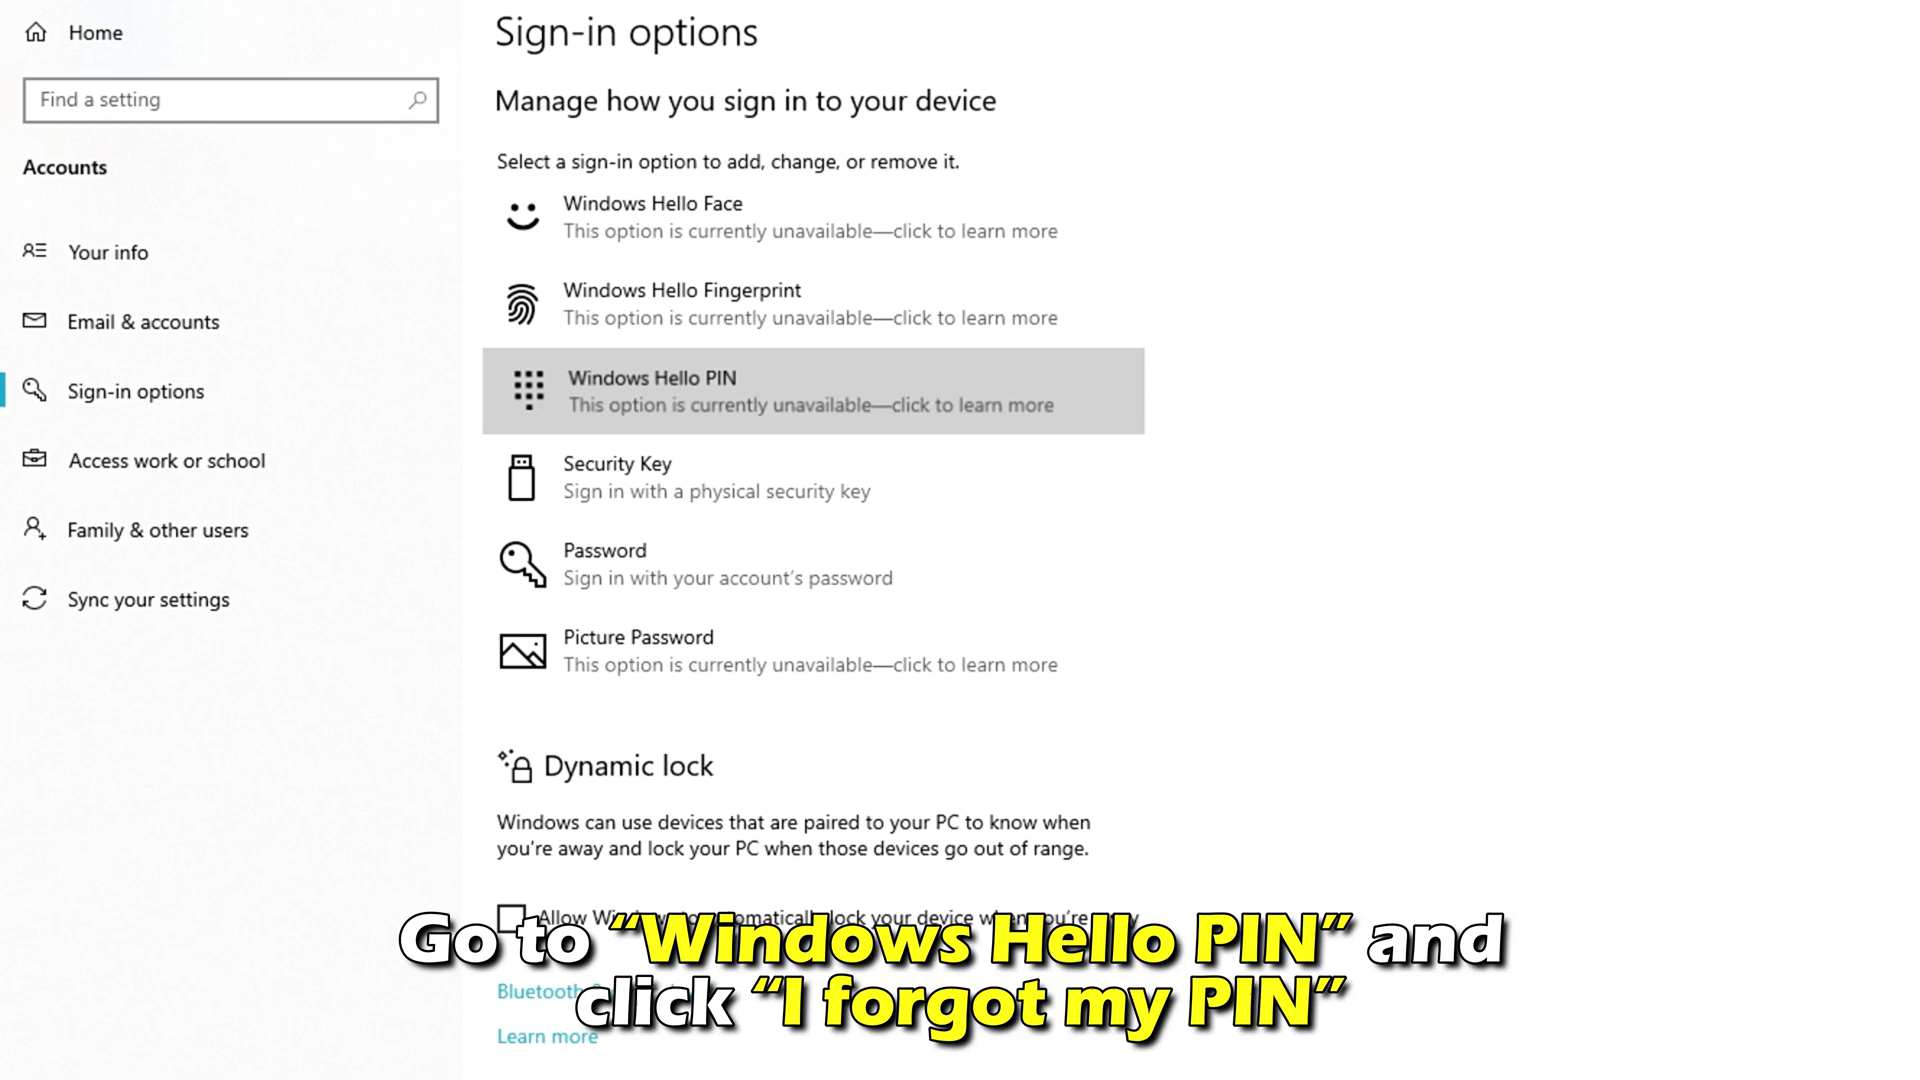 Home
Find a setting
Accounts
Your info
Email & accounts
Sign-in options
Access work or school
Family & other users
Sync your settings
Sign-in options
Manage how you sign in to your device
Select a sign-in option to add, change, or remove it.
Windows Hello Face
This option is currently unavailable—click to learn more
Windows Hello Fingerprint
This option is currently unavailable—click to learn more
Windows Hello PIN
This option is currently unavailable—click to learn more
Security Key
Sign in with a physical security key
Password
Sign in with your account's password
Picture Password
This option is currently unavailable—click to learn more
Dynamic lock
Windows can use devices that are paired to your PC to know when
you're away and lock your PC when those devices go out of range.
Allow lock your device
Go to “Windows Hello PIN” and
click “I forgot my PIN”
Bluetooth
Learn more